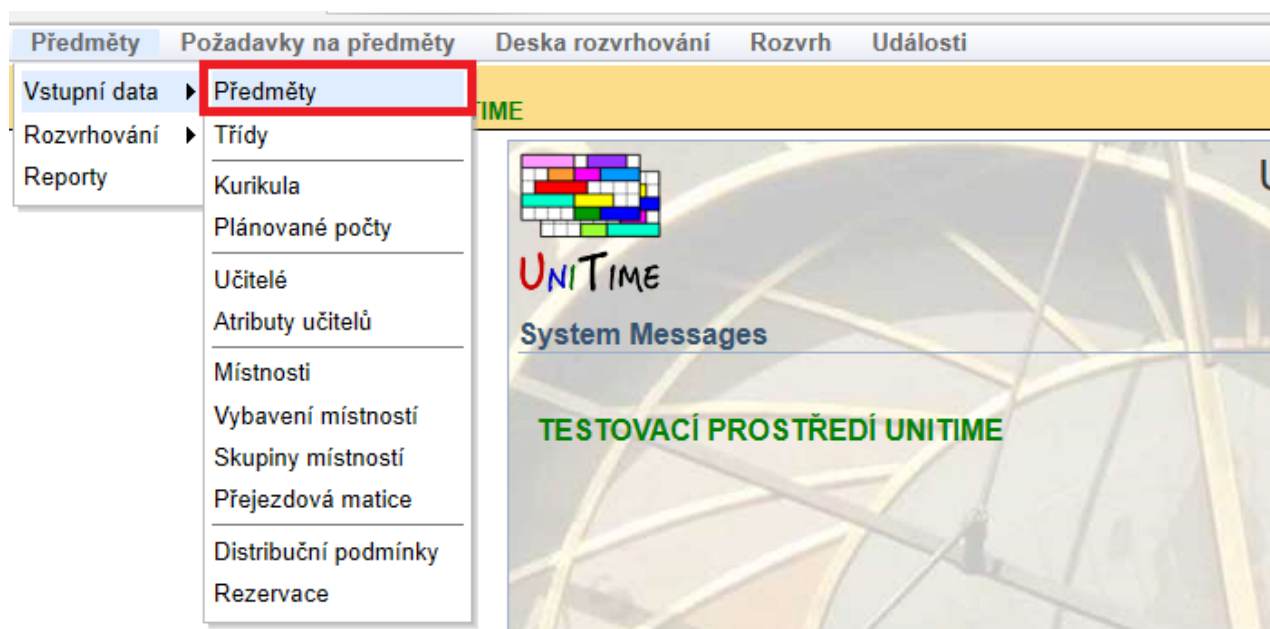 Předměty Požadavky na předměty Deska rozvrhování Rozvrh Události
Vstupní data
Rozvrhování
Reporty
Předměty
Třídy
Kurikula
Plánované počty
Učitelé
Atributy učitelů
Místnosti
Vybavení místností
Skupiny místností
Přejezdová matice
Distribuční podmínky
Rezervace
TIME
UNITIME
System Messages
TESTOVACÍ PROSTŘEDÍ UNITIME